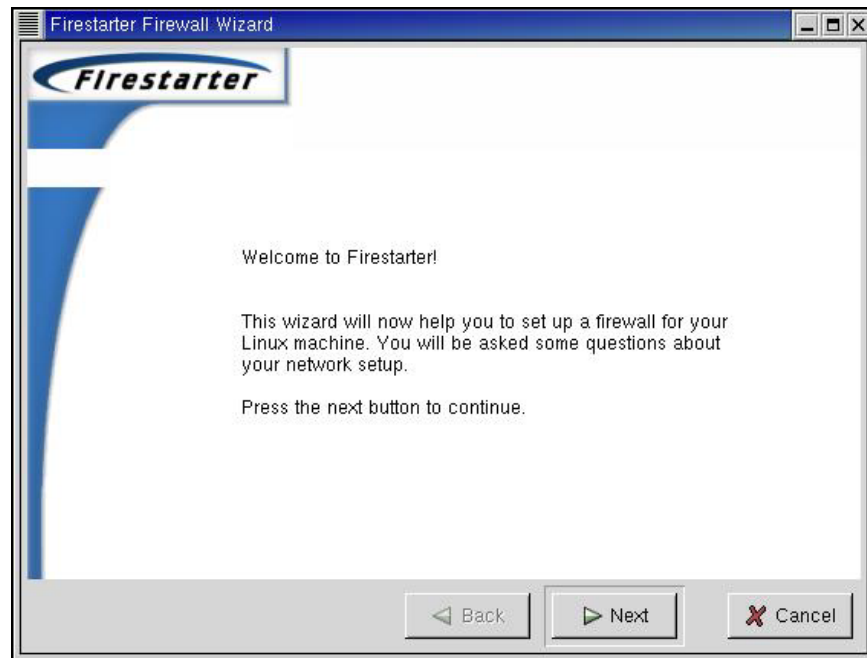 Firestarter Firewall Wizard
Firestarter
Welcome to Firestarter!
This wizard will now help you to set up a firewall for your
Linux machine. You will be asked some questions about
your network setup.
Press the next button to continue.
Back
Next
Cancel